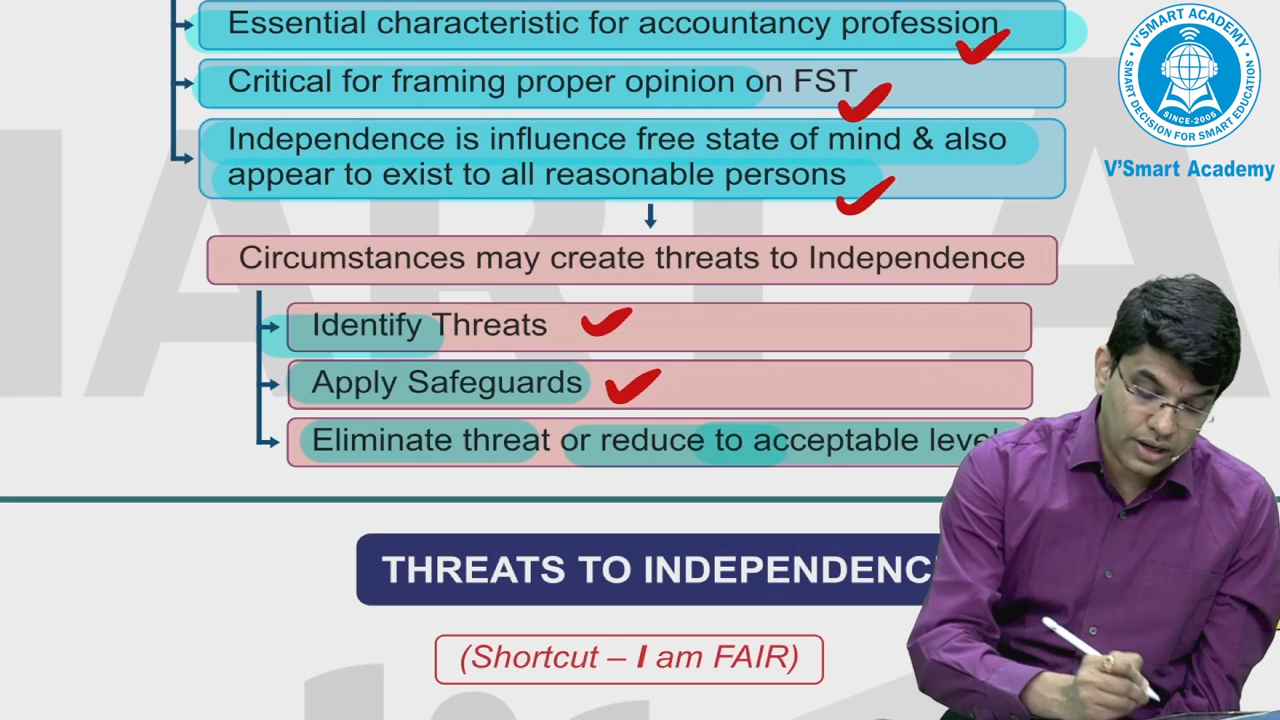 Essential characteristic for accountancy profession
Critical for framing proper opinion on FST
Independence is influence free state of mind & also
appear to exist to all reasonable persons
Circumstances may create threats to Independence
Identify Threats
Apply Safeguards
Eliminate threat or reduce to acceptable level
THREATS TO INDEPENDENC
(Shortcut – I am FAIR)
V'SMART ACADEMY
SMART DECISION FOR SMART EDUCATION
SINCE-2005
V'Smart Academy